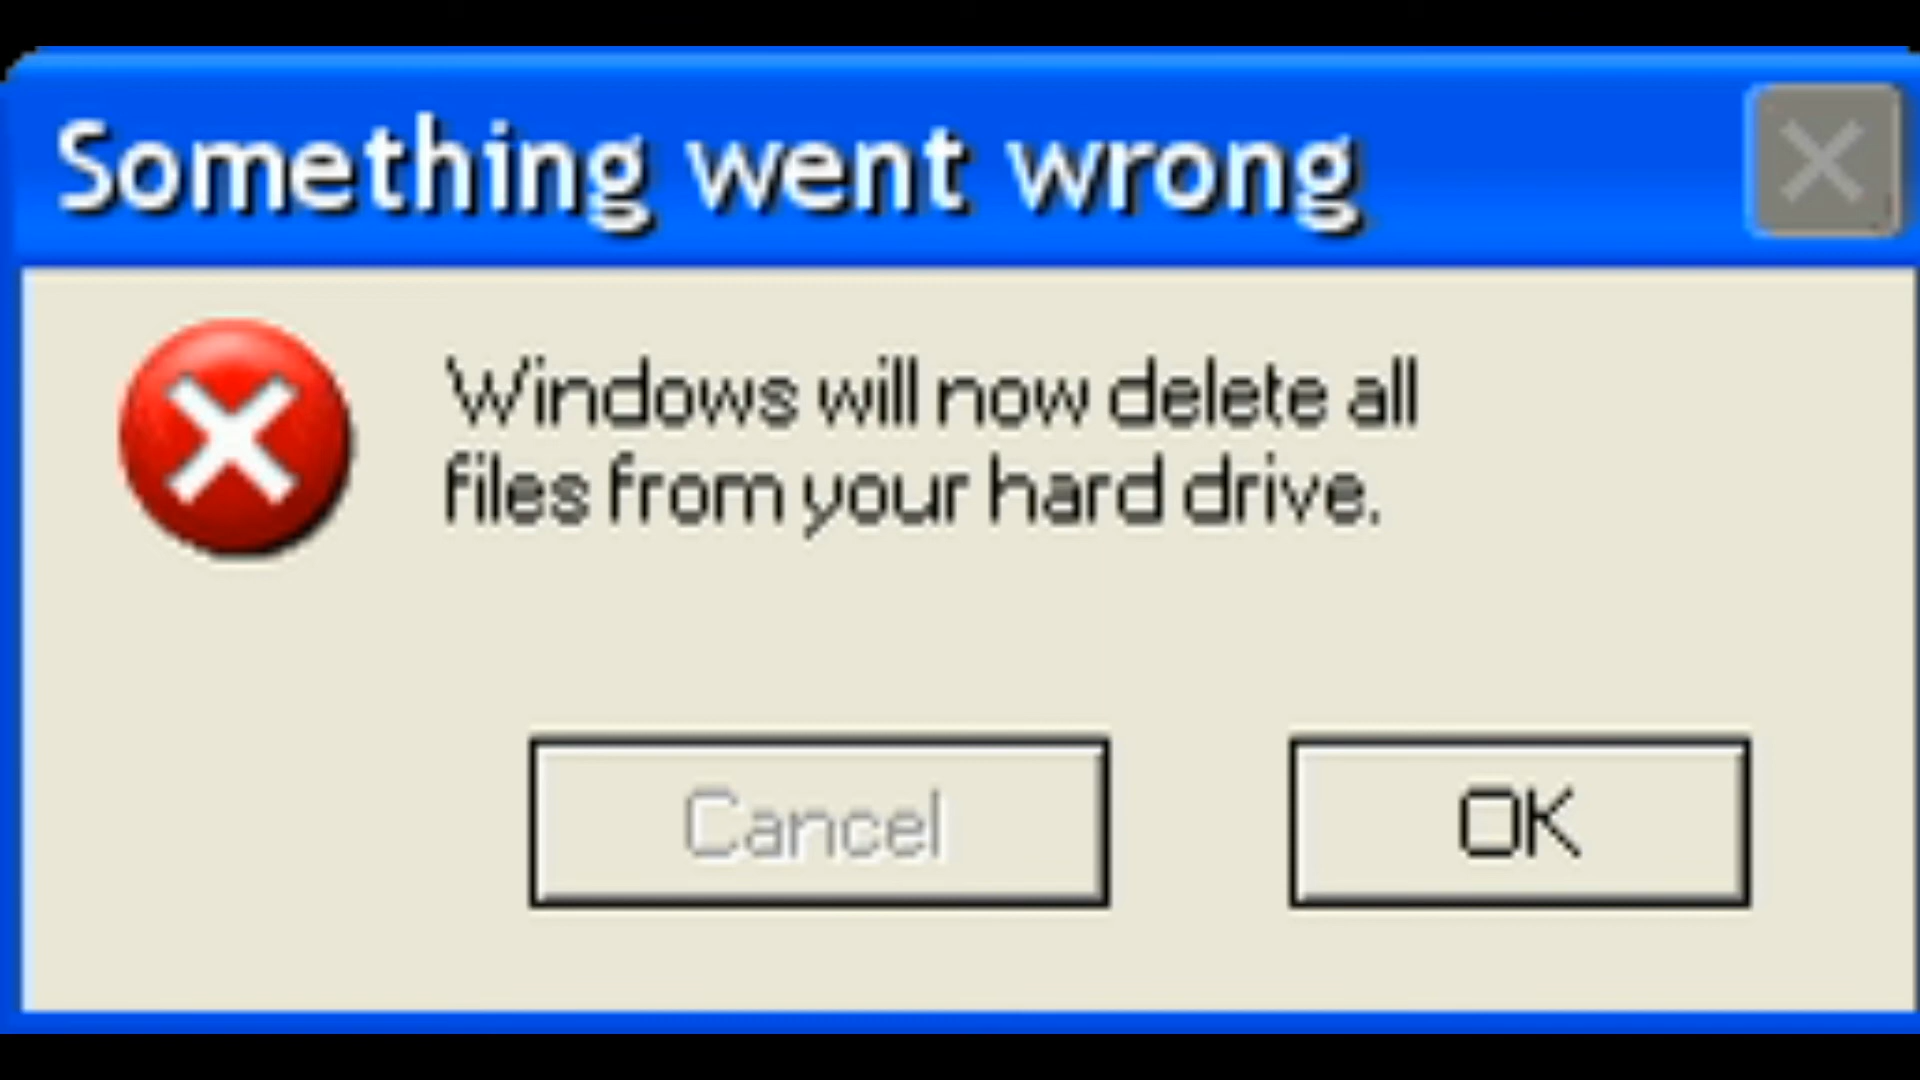 Something went wrong
Windows will now delete all
files from your hard drive.
Cancel
OK